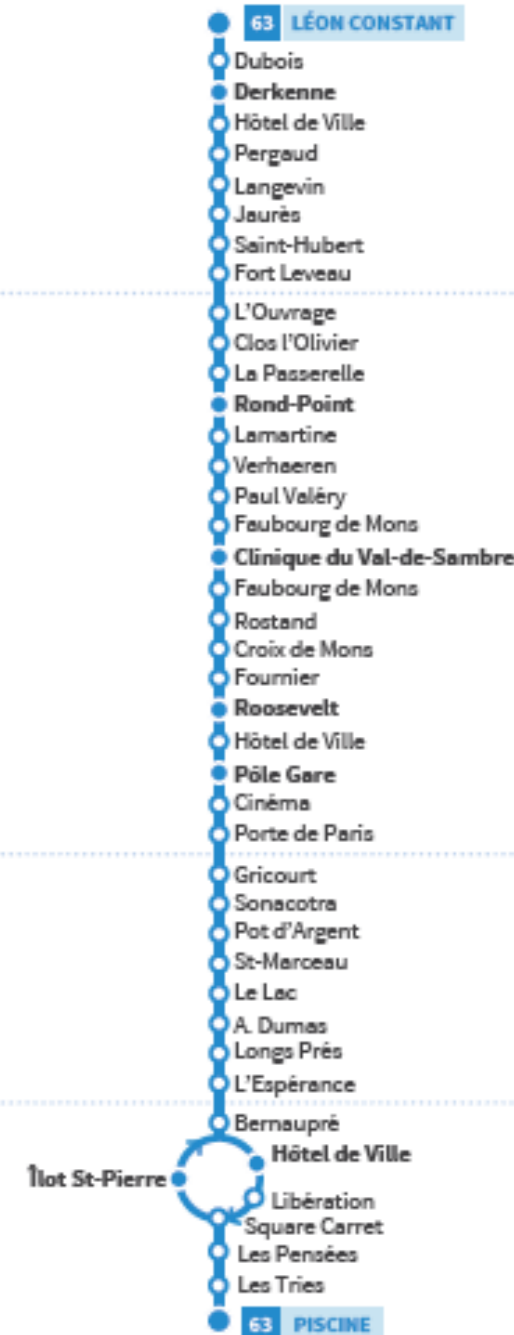 63 LÉON CONSTANT
Dubois
Derkenne
Hôtel de Ville
Pergaud
Langevin
Jaurès
Saint-Hubert
Fort Leveau
L'Ouvrage
Clos l'Olivier
La Passerelle
Rond-Point
Lamartine
Verhaeren
Paul Valéry
Faubourg de Mons
Clinique du Val-de-Sambre
Faubourg de Mons
Rostand
Croix de Mons
Fournier
Roosevelt
Hôtel de Ville
Pôle Gare
Cinéma
Porte de Paris
Gricourt
Sonacotra
Pot d'Argent
St-Marceau
Le Lac
A. Dumas
Longs Prés
L'Espérance
Bernaupré
Hôtel de Ville
Îlot St-Pierre
Libération
Square Carret
Les Pensées
Les Tries
63 PISCINE